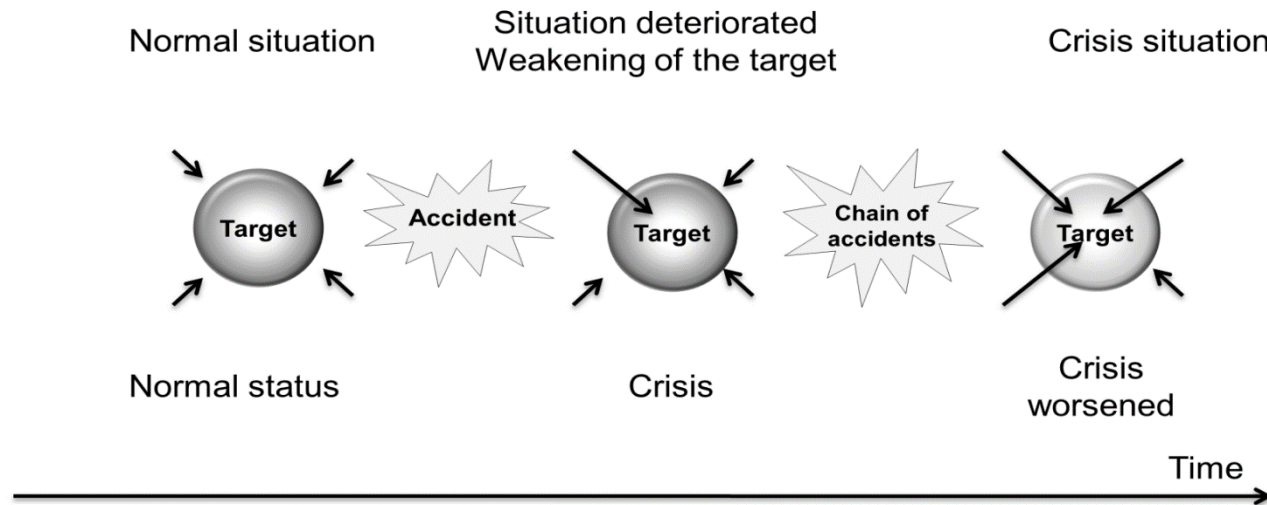 Normal situation
Situation deteriorated
Weakening of the target
Crisis situation
Target
Accident
Target
Chain of
accidents
Target
Normal status
Crisis
Crisis
worsened
Time